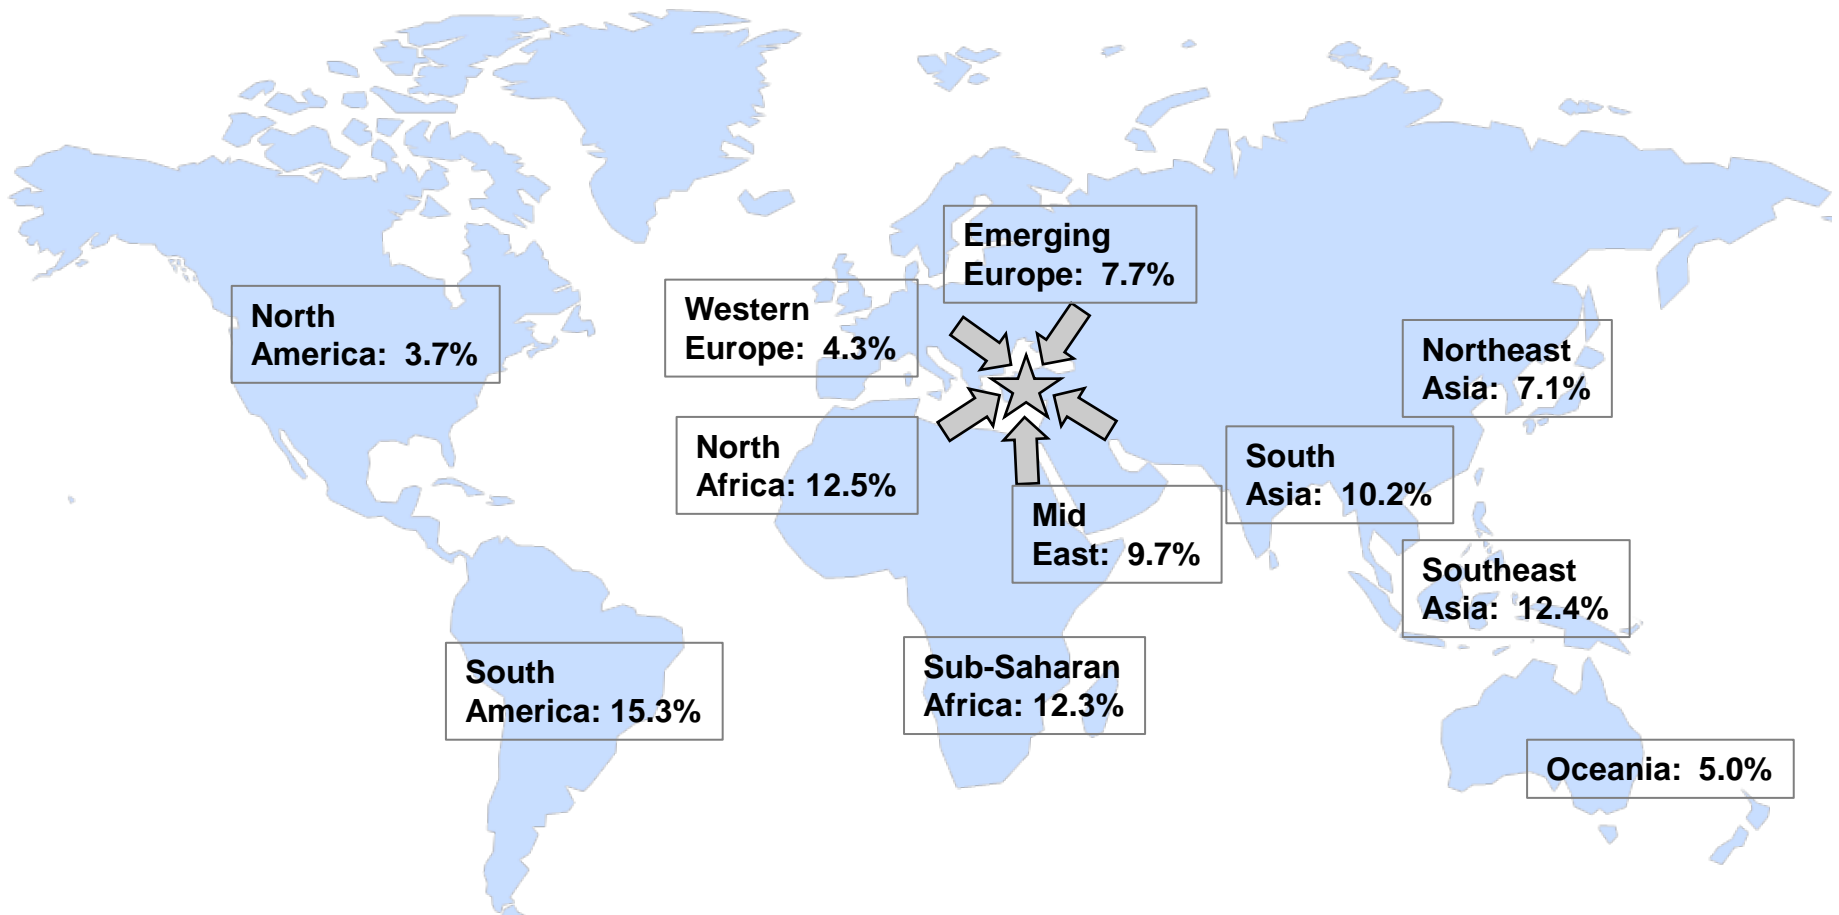 Emerging
Europe: 7.7%
Western
Europe: 4.3%
North
America: 3.7%
Northeast
Asia: 7.1%
North
Africa: 12.5%
South
Asia: 10.2%
Mid
East: 9.7%
Southeast
Asia: 12.4%
South
America: 15.3%
Sub-Saharan
Africa: 12.3%
Oceania: 5.0%